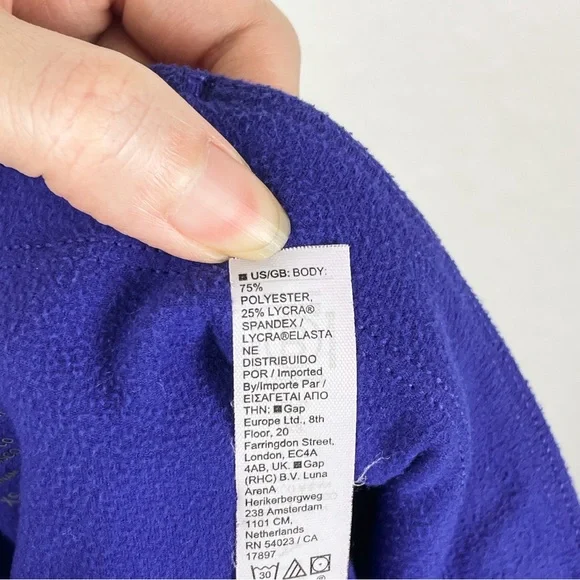 US/GB: BODY:
75%
POLYESTER,
25% LYCRA®
SPANDEX /
LYCRA®ELASTA
NE
DISTRIBUIDO
POR / Imported
By/Importe Par /
ΕΙΣΑΓΕΤΑΙ ΑΠΟ
ΤΗΝ: Gap
Europe Ltd., 8th
Floor, 20
Farringdon Street,
London, EC4A
4AB, UK. Gap
(RHC) B.V. Luna
ArenA
Herikerbergweg
238 Amsterdam
1101 CM,
Netherlands
RN 54023 / CA
17897
30